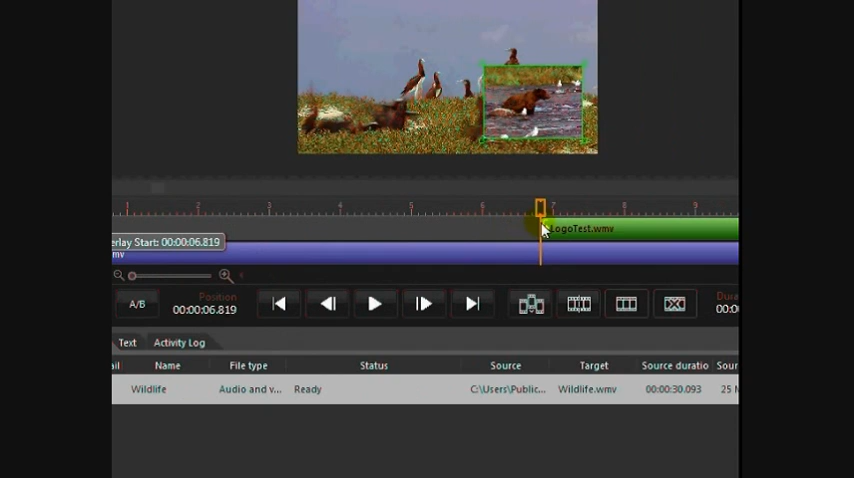 1 2 3 4 5 6 7 8 9
LogoTest.wmv
erlay Start: 00:00:06.819
mv
A/B
Position
00:00:06.819
Dura
00:0
Text Activity Log
ail Name File type Status Source Target Source duratio Sour
Wildlife Audio and v... Ready C:\Users\Public... Wildlife.wmv 00:00:30.093 25 M